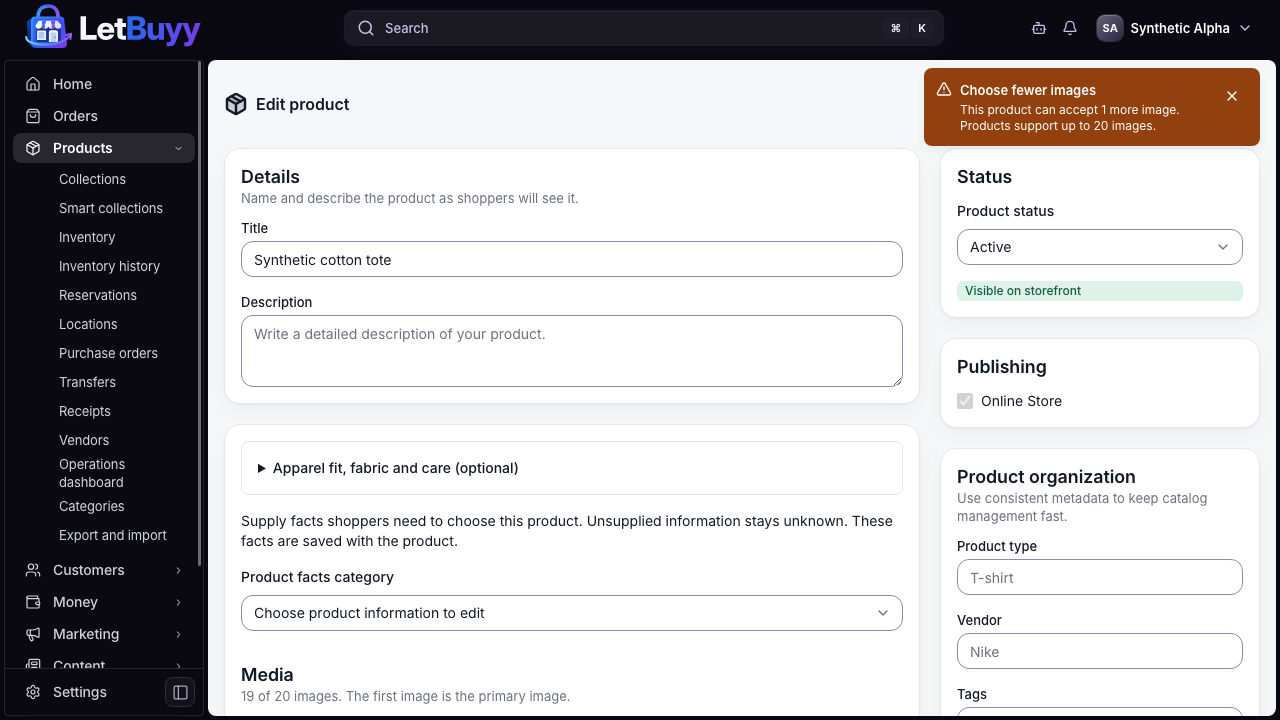 LetBuyy
Search
⌘ K
SA
Synthetic Alpha
Home
Orders
Products
Collections
Smart collections
Inventory
Inventory history
Reservations
Locations
Purchase orders
Transfers
Receipts
Vendors
Operations
dashboard
Categories
Export and import
Customers
Money
Marketing
Content
Settings
Edit product
Choose fewer images
This product can accept 1 more image.
Products support up to 20 images.
Details
Name and describe the product as shoppers will see it.
Title
Synthetic cotton tote
Description
Write a detailed description of your product.
Apparel fit, fabric and care (optional)
Supply facts shoppers need to choose this product. Unsupplied information stays unknown. These
facts are saved with the product.
Product facts category
Choose product information to edit
Media
19 of 20 images. The first image is the primary image.
Status
Product status
Active
Visible on storefront
Publishing
Online Store
Product organization
Use consistent metadata to keep catalog
management fast.
Product type
T-shirt
Vendor
Nike
Tags